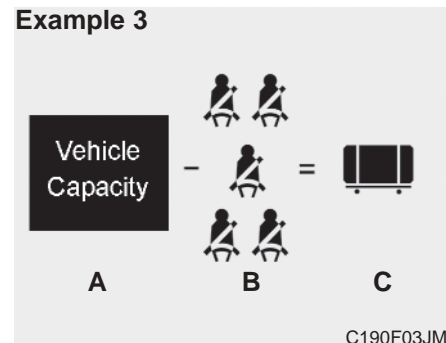 Example 3
Vehicle
Capacity
- =
A B C
C190F03JM